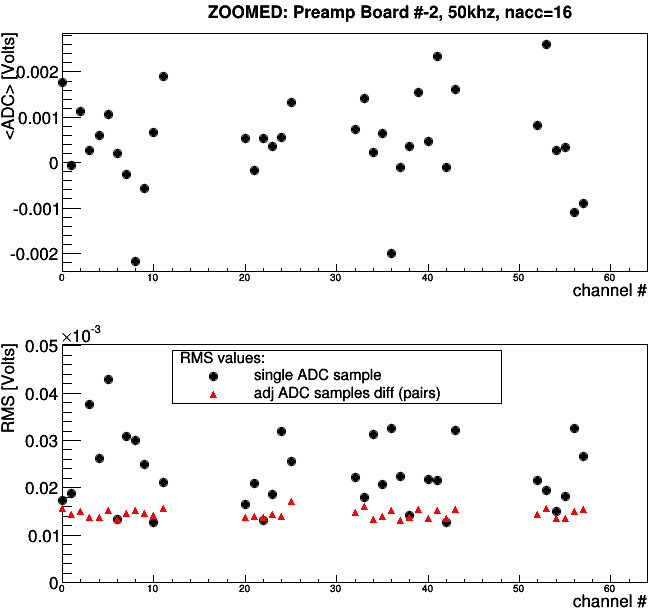 ZOOMED: Preamp Board #-2, 50khz, nacc=16
<ADC> [Volts]
0.002
0.001
0
-0.001
-0.002
0 10 20 30 40 50 60
channel #
×10^-3
RMS [Volts]
0.05
RMS values:
single ADC sample
adj ADC samples diff (pairs)
0.04
0.03
0.02
0.01
0
0 10 20 30 40 50 60
channel #